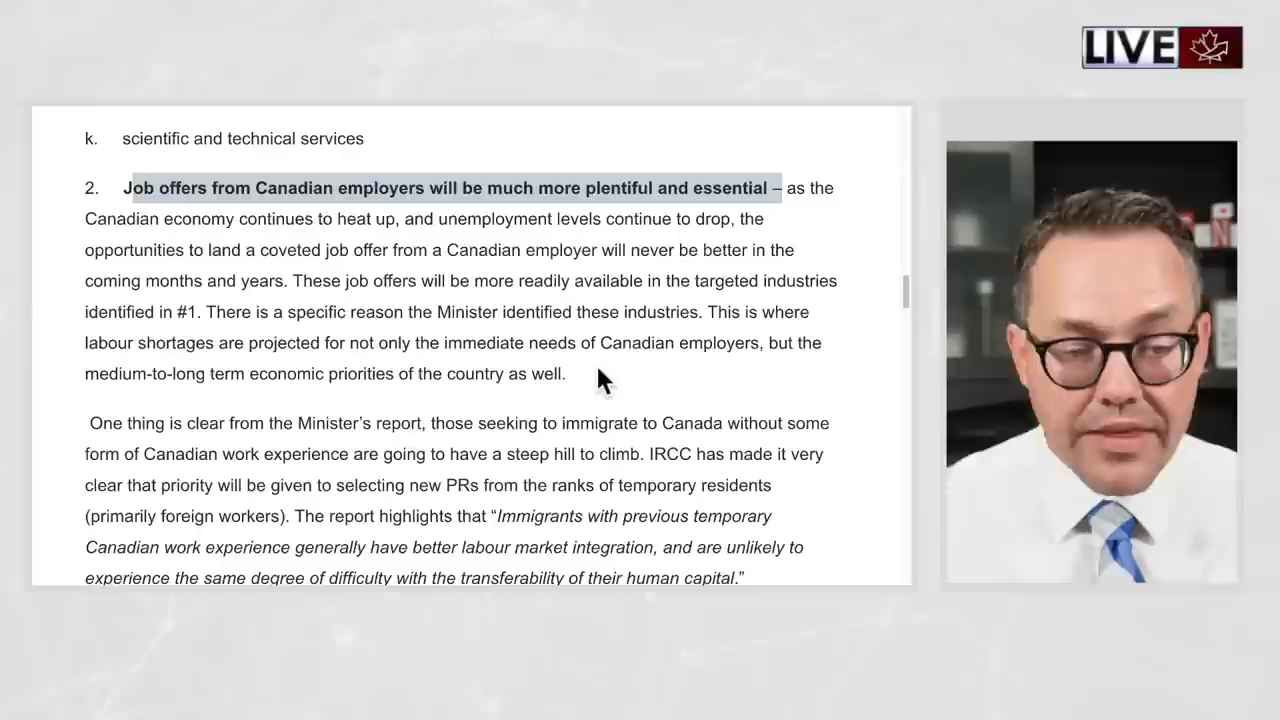 LIVE
k. scientific and technical services
2. Job offers from Canadian employers will be much more plentiful and essential – as the
Canadian economy continues to heat up, and unemployment levels continue to drop, the
opportunities to land a coveted job offer from a Canadian employer will never be better in the
coming months and years. These job offers will be more readily available in the targeted industries
identified in #1. There is a specific reason the Minister identified these industries. This is where
labour shortages are projected for not only the immediate needs of Canadian employers, but the
medium-to-long term economic priorities of the country as well.
One thing is clear from the Minister’s report, those seeking to immigrate to Canada without some
form of Canadian work experience are going to have a steep hill to climb. IRCC has made it very
clear that priority will be given to selecting new PRs from the ranks of temporary residents
(primarily foreign workers). The report highlights that “Immigrants with previous temporary
Canadian work experience generally have better labour market integration, and are unlikely to
experience the same degree of difficulty with the transferability of their human capital.”